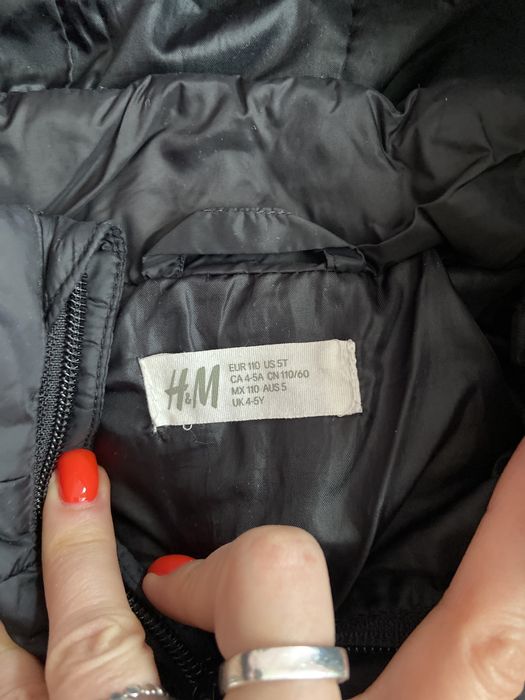 H&M
EUR 110 US 5T
CA 4-5A CN 110/60
MX 110 AUS 5
UK 4-5Y